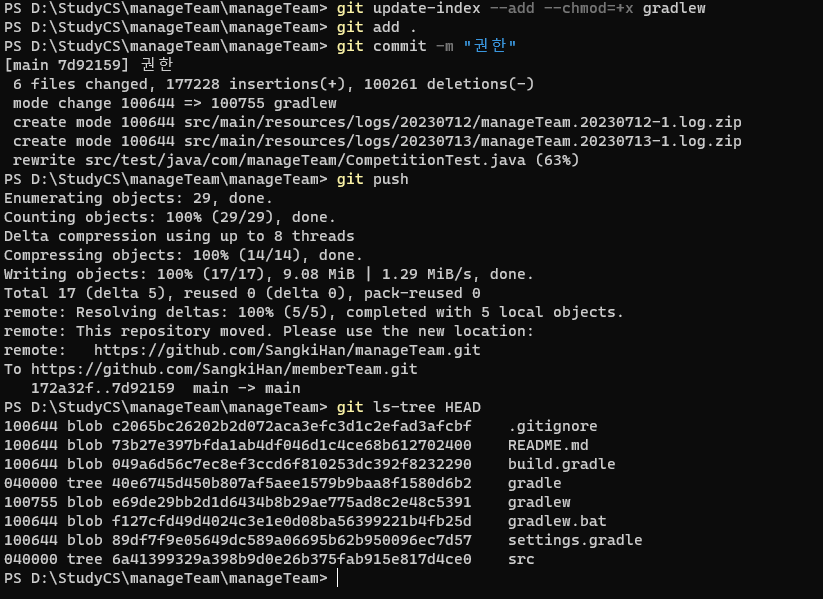 PS D:\StudyCS\manageTeam\manageTeam> git update-index --add --chmod=+x gradlew
PS D:\StudyCS\manageTeam\manageTeam> git add .
PS D:\StudyCS\manageTeam\manageTeam> git commit -m "권한"
[main 7d92159] 권한
 6 files changed, 177228 insertions(+), 100261 deletions(-)
 mode change 100644 => 100755 gradlew
 create mode 100644 src/main/resources/logs/20230712/manageTeam.20230712-1.log.zip
 create mode 100644 src/main/resources/logs/20230713/manageTeam.20230713-1.log.zip
 rewrite src/test/java/com/manageTeam/CompetitionTest.java (63%)
PS D:\StudyCS\manageTeam\manageTeam> git push
Enumerating objects: 29, done.
Counting objects: 100% (29/29), done.
Delta compression using up to 8 threads
Compressing objects: 100% (14/14), done.
Writing objects: 100% (17/17), 9.08 MiB | 1.29 MiB/s, done.
Total 17 (delta 5), reused 0 (delta 0), pack-reused 0
remote: Resolving deltas: 100% (5/5), completed with 5 local objects.
remote: This repository moved. Please use the new location:
remote:   https://github.com/SangkiHan/manageTeam.git
To https://github.com/SangkiHan/memberTeam.git
   172a32f..7d92159  main -> main
PS D:\StudyCS\manageTeam\manageTeam> git ls-tree HEAD
100644 blob c2065bc26202b2d072aca3efc3d1c2efad3afcbf    .gitignore
100644 blob 73b27e397bfda1ab4df046d1c4ce68b612702400    README.md
100644 blob 049a6d56c7ec8ef3ccd6f810253dc392f8232290    build.gradle
040000 tree 40e6745d450b807af5aee1579b9baa8f1580d6b2    gradle
100755 blob e69de29bb2d1d6434b8b29ae775ad8c2e48c5391    gradlew
100644 blob f127cfd49d4024c3e1e0d08ba56399221b4fb25d    gradlew.bat
100644 blob 89df7f9e05649dc589a06695b62b950096ec7d57    settings.gradle
040000 tree 6a41399329a398b9d0e26b375fab915e817d4ce0    src
PS D:\StudyCS\manageTeam\manageTeam>